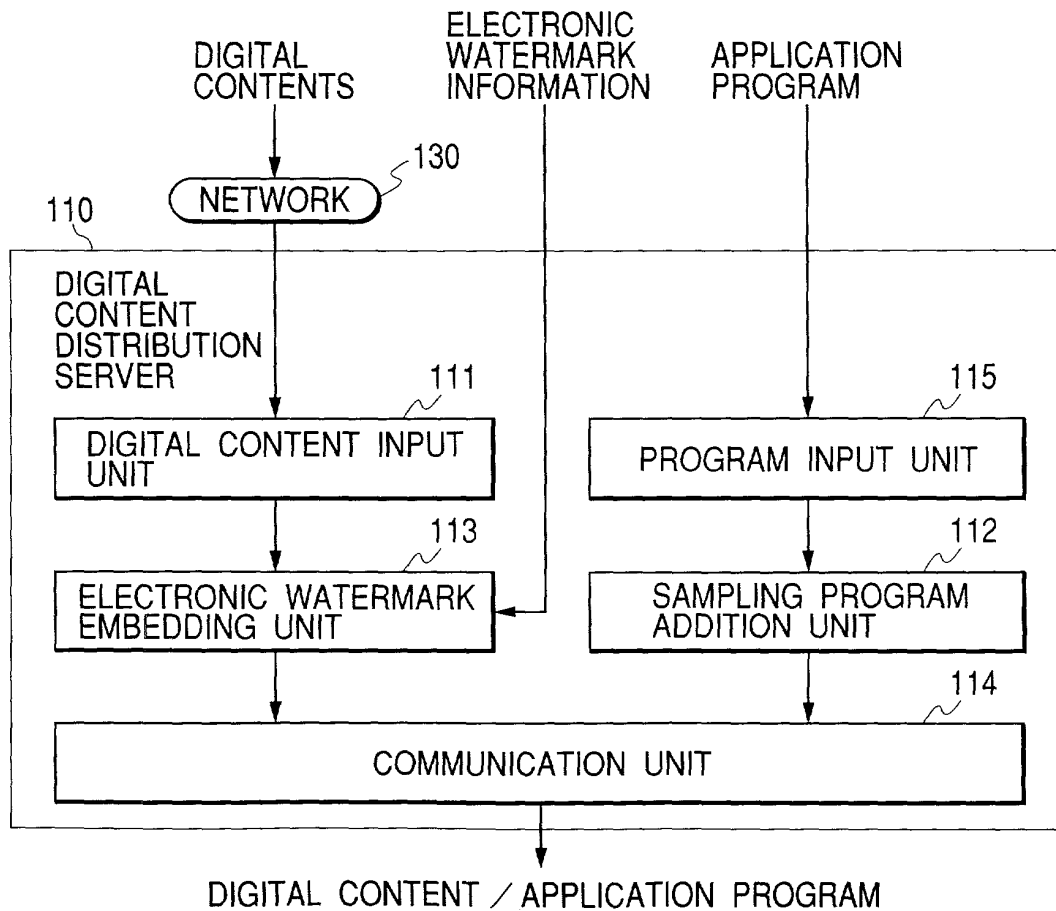 DIGITAL
CONTENTS
ELECTRONIC
WATERMARK
INFORMATION
APPLICATION
PROGRAM
130
NETWORK
110
DIGITAL
CONTENT
DISTRIBUTION
SERVER
111
DIGITAL CONTENT INPUT
UNIT
115
PROGRAM INPUT UNIT
113
ELECTRONIC WATERMARK
EMBEDDING UNIT
112
SAMPLING PROGRAM
ADDITION UNIT
114
COMMUNICATION UNIT
DIGITAL CONTENT / APPLICATION PROGRAM